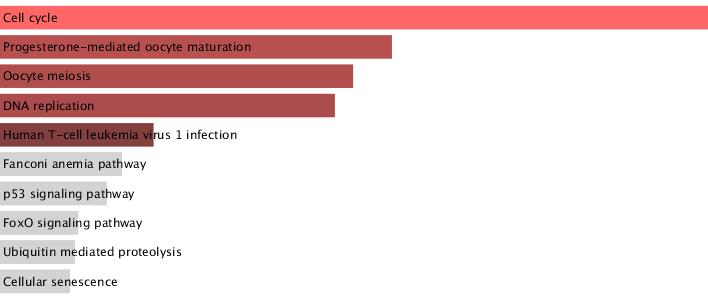 Cell cycle
Progesterone-mediated oocyte maturation
Oocyte meiosis
DNA replication
Human T-cell leukemia virus 1 infection
Fanconi anemia pathway
p53 signaling pathway
FoxO signaling pathway
Ubiquitin mediated proteolysis
Cellular senescence